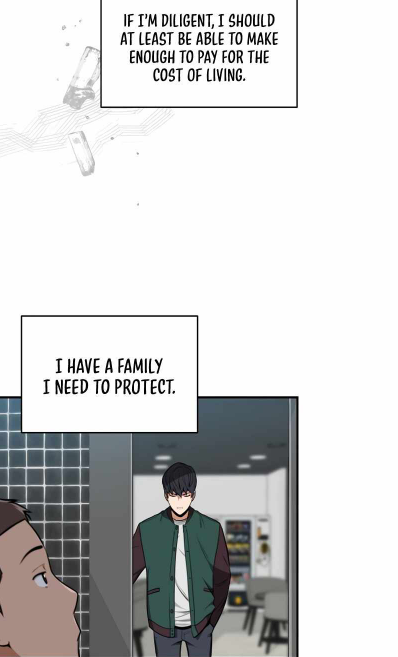 IF I'M DILIGENT, I SHOULD
AT LEAST BE ABLE TO MAKE
ENOUGH TO PAY FOR THE
COST OF LIVING.
I HAVE A FAMILY
I NEED TO PROTECT.